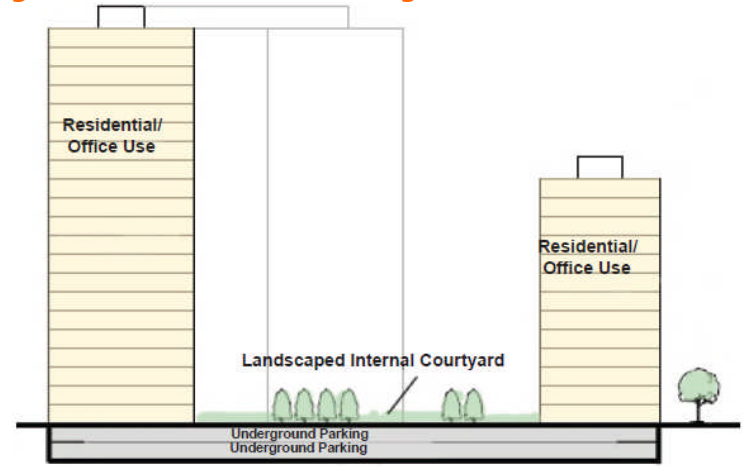 Residential/
Office Use
Residential/
Office Use
Landscaped Internal Courtyard
Underground Parking
Underground Parking